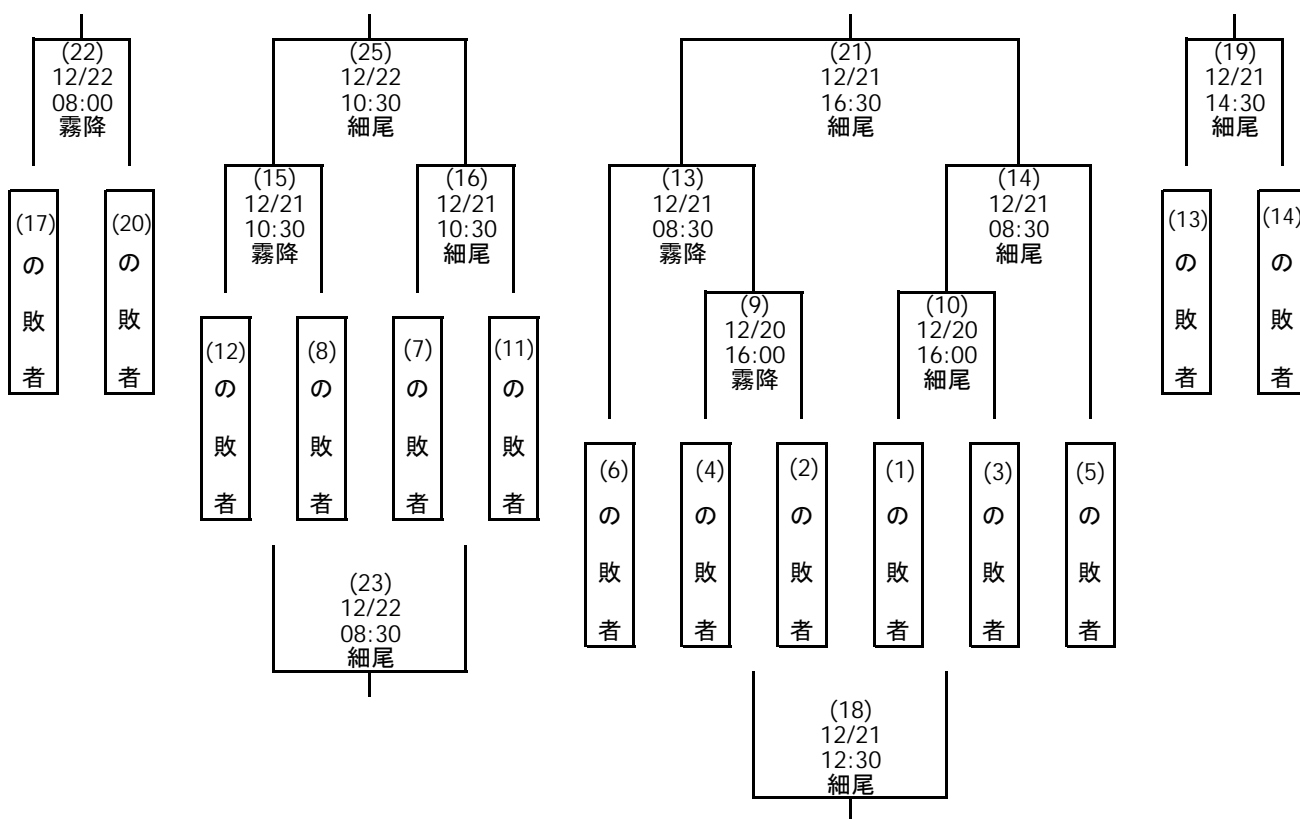 (22)
12/22
08:00
霧降
(25)
12/22
10:30
細尾
(21)
12/21
16:30
細尾
(19)
12/21
14:30
細尾
(15)
12/21
10:30
霧降
(16)
12/21
10:30
細尾
(13)
12/21
08:30
霧降
(14)
12/21
08:30
細尾
(17)の敗者
(20)の敗者
(13)の敗者
(14)の敗者
(9)
12/20
16:00
霧降
(10)
12/20
16:00
細尾
(12)の敗者
(8)の敗者
(7)の敗者
(11)の敗者
(6)の敗者
(4)の敗者
(2)の敗者
(1)の敗者
(3)の敗者
(5)の敗者
(23)
12/22
08:30
細尾
(18)
12/21
12:30
細尾